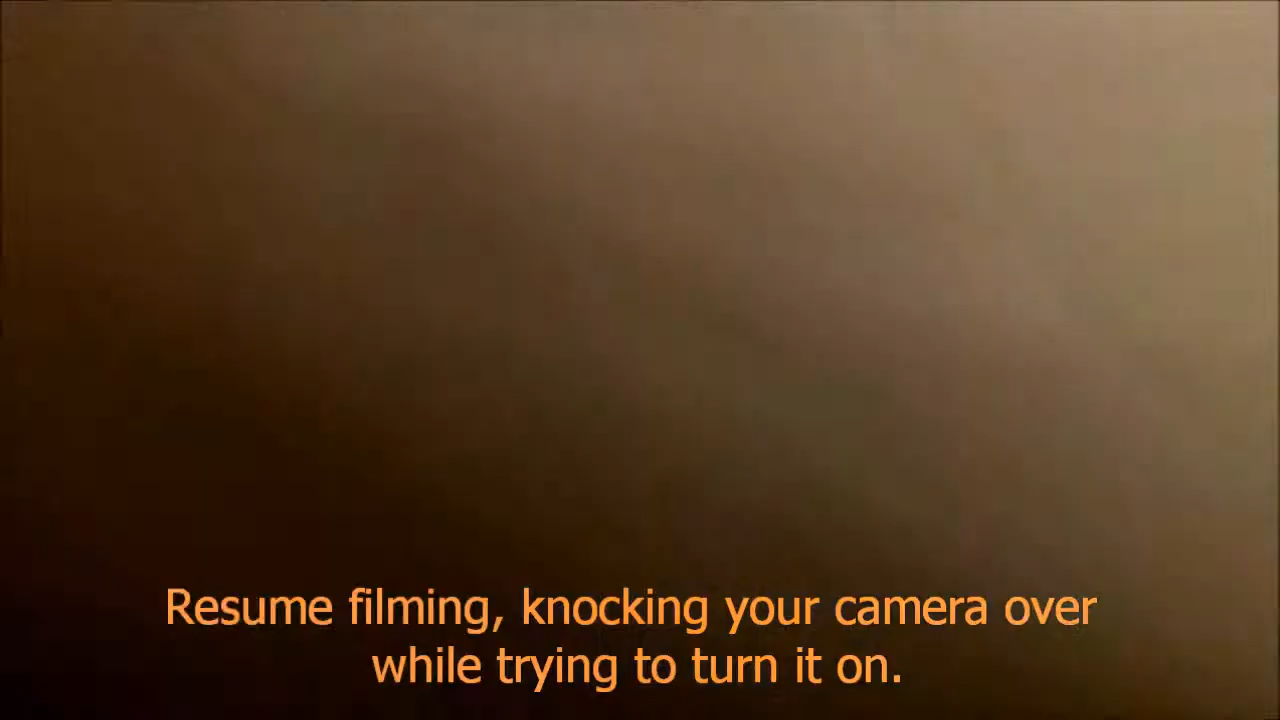 Resume filming, knocking your camera over
while trying to turn it on.